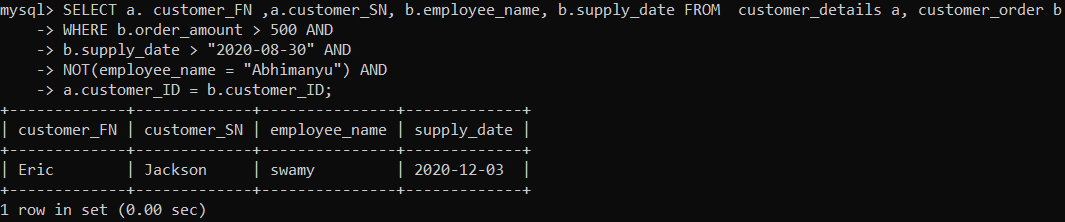 mysql> SELECT a. customer_FN ,a.customer_SN, b.employee_name, b.supply_date FROM  customer_details a, customer_order b
    -> WHERE b.order_amount > 500 AND
    -> b.supply_date > "2020-08-30" AND
    -> NOT(employee_name = "Abhimanyu") AND
    -> a.customer_ID = b.customer_ID;
+-------------+-------------+---------------+-------------+
| customer_FN | customer_SN | employee_name | supply_date |
+-------------+-------------+---------------+-------------+
| Eric        | Jackson     | swamy         | 2020-12-03  |
+-------------+-------------+---------------+-------------+
1 row in set (0.00 sec)